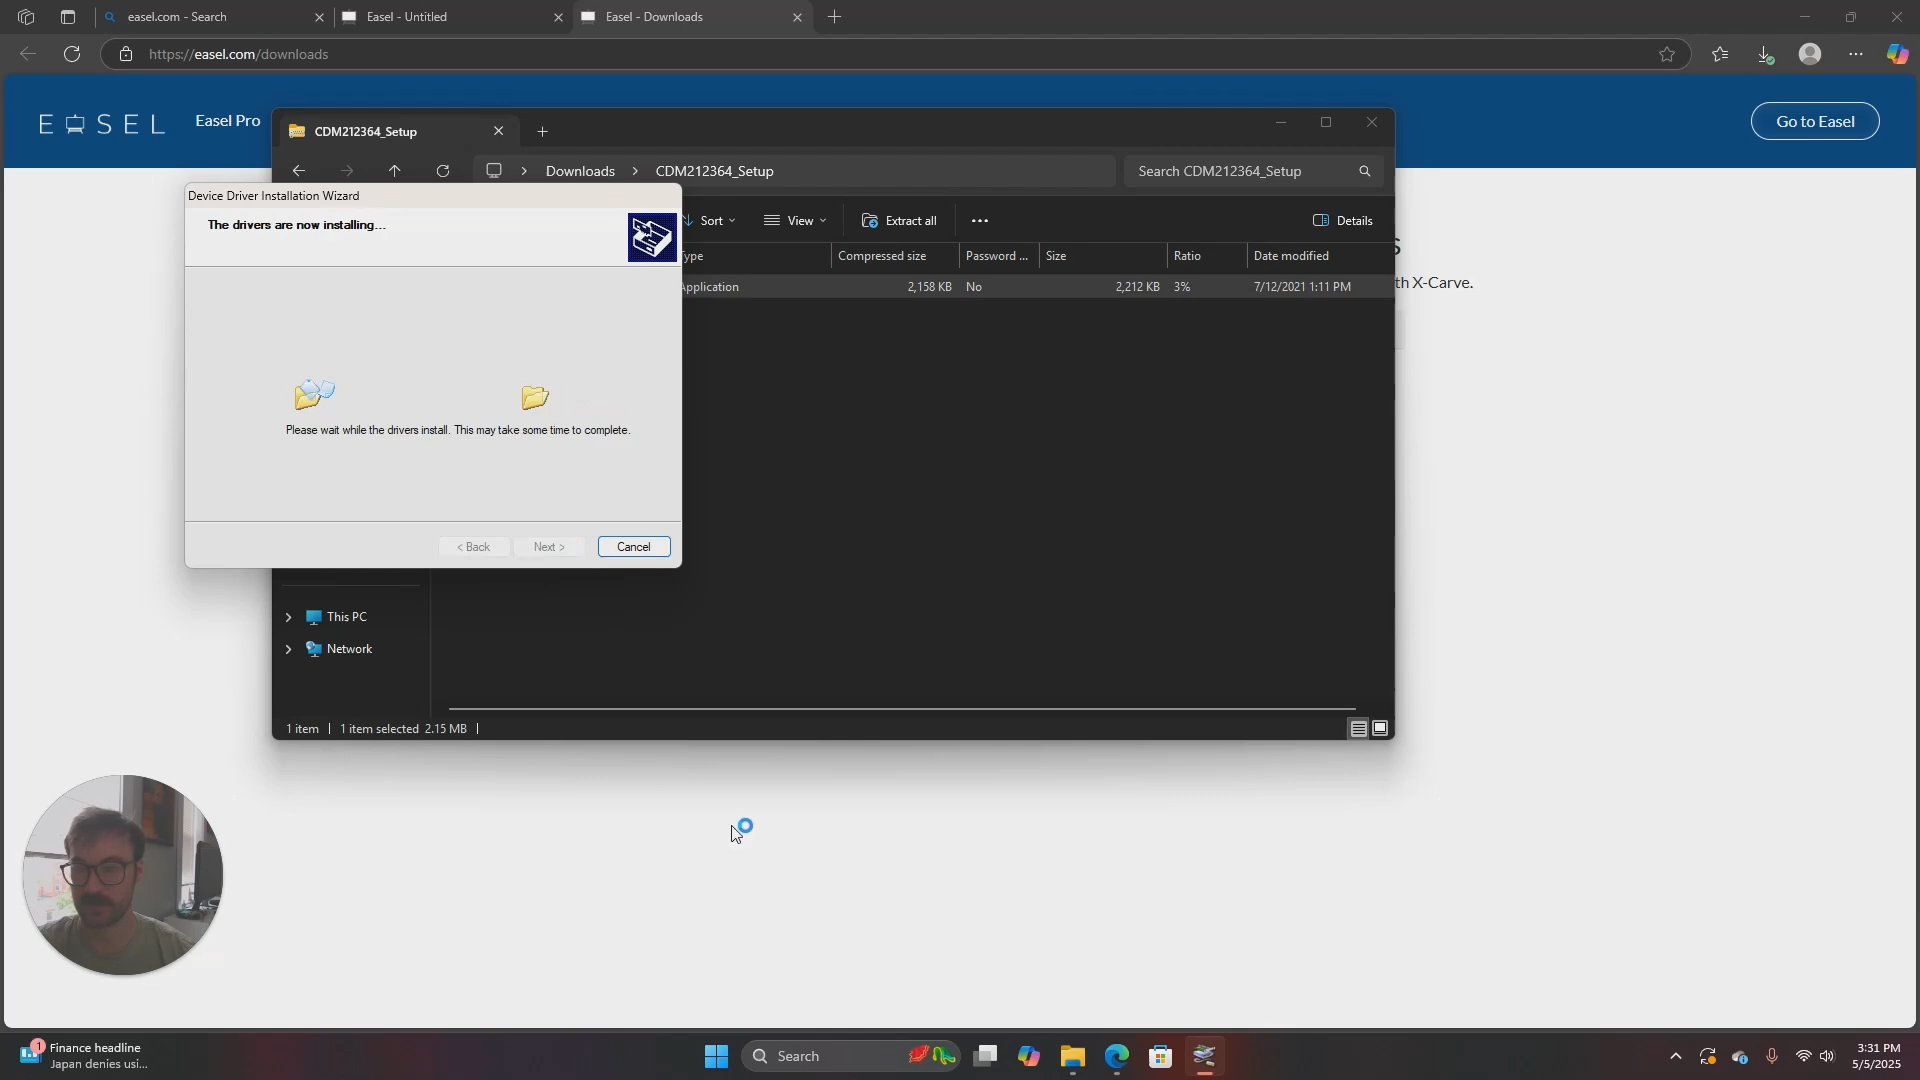 easel.com - Search
Easel - Untitled
Easel - Downloads
https://easel.com/downloads
EASEL
Easel Pro
Go to Easel
CDM212364_Setup
Downloads
CDM212364_Setup
Search CDM212364_Setup
Device Driver Installation Wizard
The drivers are now installing...
Sort
View
Extract all
Details
ype
Compressed size
Password ...
Size
Ratio
Date modified
Application
2,158 KB
No
2,212 KB
3%
7/12/2021 1:11 PM
s
th X-Carve.
Please wait while the drivers install. This may take some time to complete.
< Back
Next >
Cancel
This PC
Network
1 item
1 item selected 2.15 MB
1
Finance headline
Japan denies usi...
Search
3:31 PM
5/5/2025